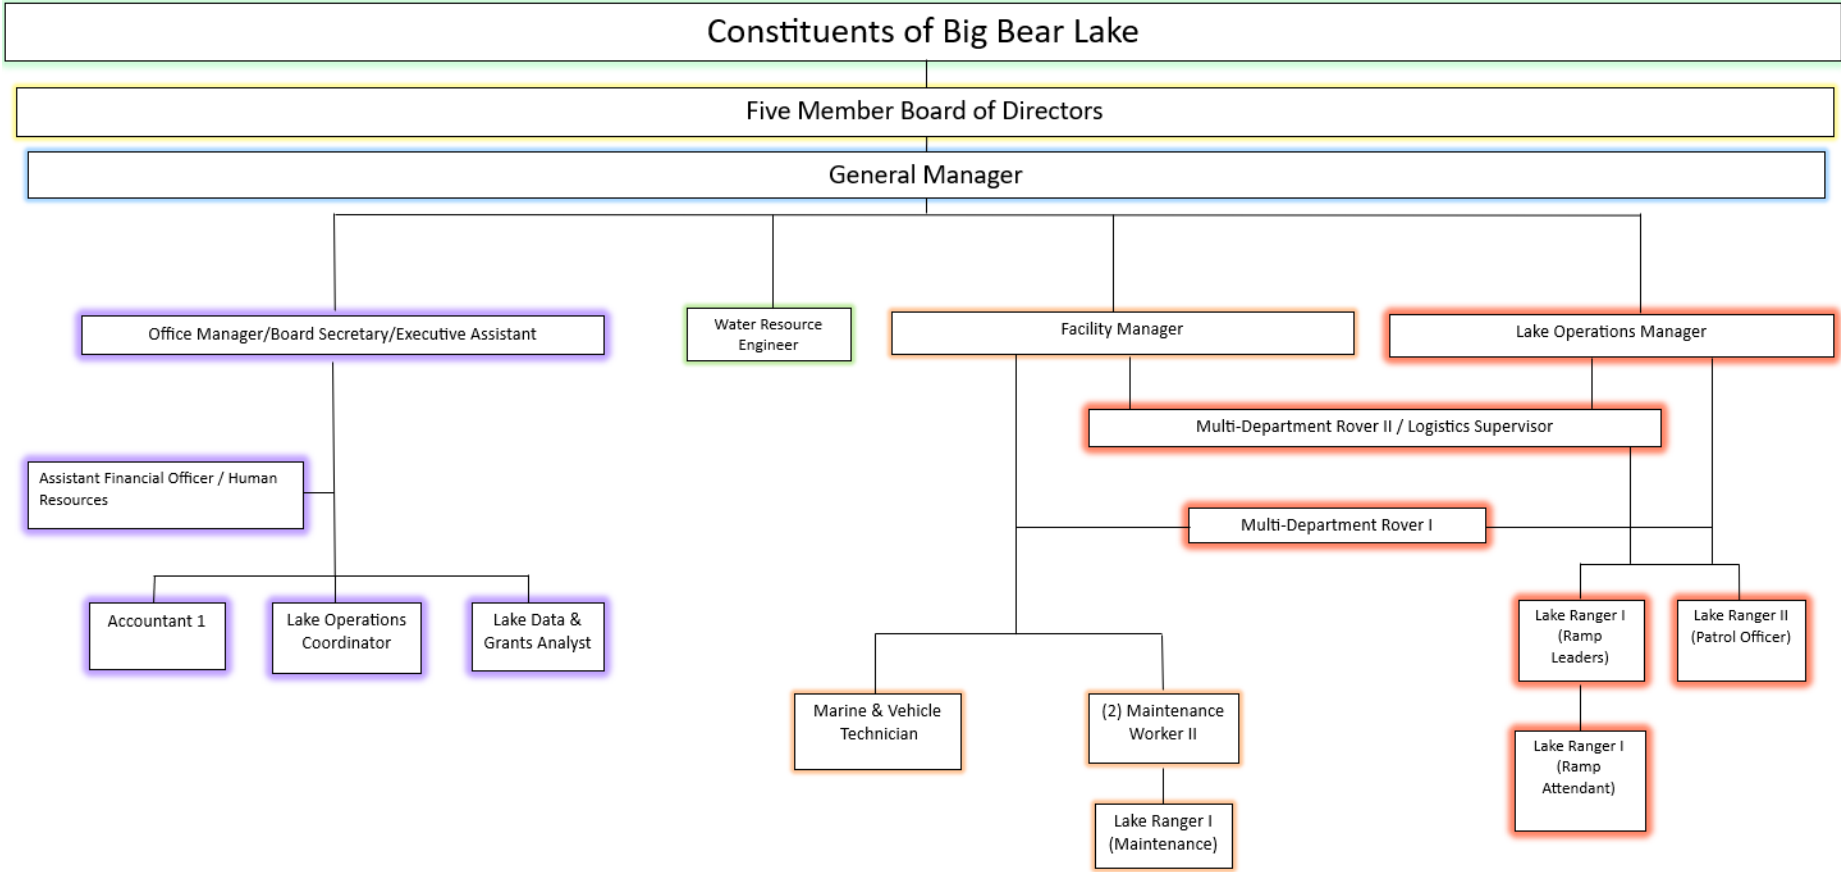 Constituents of Big Bear Lake
Five Member Board of Directors
General Manager
Office Manager/Board Secretary/Executive Assistant
Water Resource
Engineer
Facility Manager
Lake Operations Manager
Multi-Department Rover II / Logistics Supervisor
Assistant Financial Officer / Human
Resources
Multi-Department Rover I
Accountant 1
Lake Operations
Coordinator
Lake Data &
Grants Analyst
Lake Ranger I
(Ramp
Leaders)
Lake Ranger II
(Patrol Officer)
Marine & Vehicle
Technician
(2) Maintenance
Worker II
Lake Ranger I
(Ramp
Attendant)
Lake Ranger I
(Maintenance)